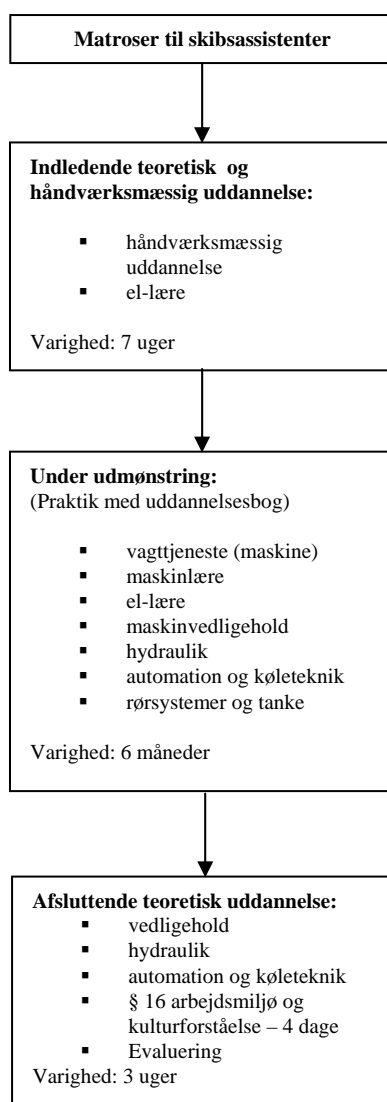 Matroser til skibsassistenter
Indledende teoretisk og
håndværksmæssig uddannelse:
▪ håndværksmæssig
uddannelse
▪ el-lære
Varighed: 7 uger
Under udmønstring:
(Praktik med uddannelsesbog)
▪ vagttjeneste (maskine)
▪ maskinlære
▪ el-lære
▪ maskinvedligehold
▪ hydraulik
▪ automation og køleteknik
▪ rørsystemer og tanke
Varighed: 6 måneder
Afsluttende teoretisk uddannelse:
▪ vedligehold
▪ hydraulik
▪ automation og køleteknik
▪ § 16 arbejdsmiljø og
kulturforståelse – 4 dage
▪ Evaluering
Varighed: 3 uger